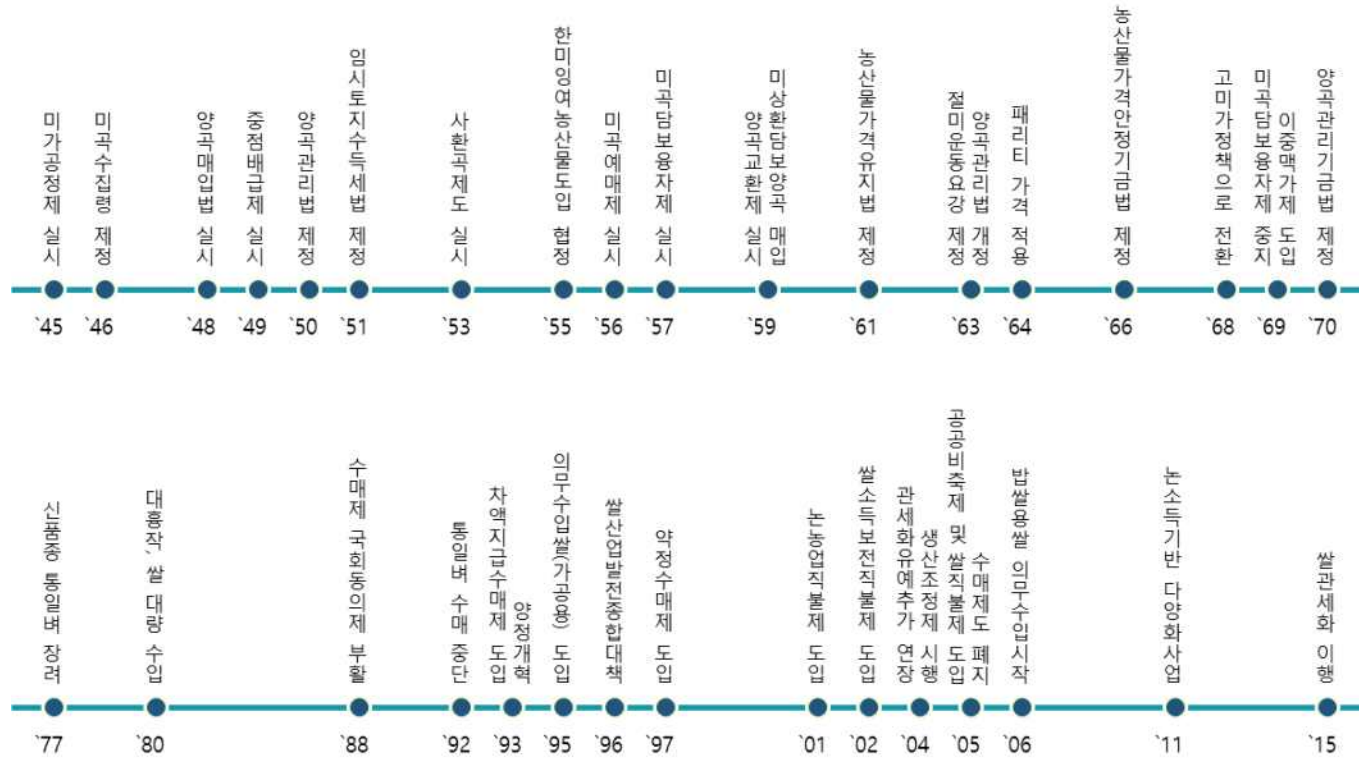 미가공정제 실시
미곡수집령 제정
양곡매입법 실시
중점배급제 실시
양곡관리법 제정
임시토지수득세법 제정
사환곡제도 실시
한미잉여농산물도입 협정
미곡예매제 실시
미곡담보융자제 실시
양곡교환제 실시
미상환담보양곡 매입
농산물가격유지법 제정
절미운동요강 제정
양곡관리법 개정
패리티 가격 적용
농산물가격안정기금법 제정
고미가정책으로 전환
미곡담보융자제 중지
이중맥가제 도입
양곡관리기금법 제정
`45 `46 `48 `49 `50 `51 `53 `55 `56 `57 `59 `61 `63 `64 `66 `68 `69 `70
신품종 통일벼 장려
대흉작, 쌀 대량 수입
수매제 국회동의제 부활
통일벼 수매 중단
차액지급수매제 도입
양정개혁
의무수입쌀(가공용) 도입
쌀산업발전종합대책
약정수매제 도입
논농업직불제 도입
쌀소득보전직불제 도입
관세화유예추가 연장
생산조정제 시행
공공비축제 및 쌀직불제 도입
수매제도 폐지
밥쌀용쌀 의무수입시작
논소득기반 다양화사업
쌀관세화 이행
`77 `80 `88 `92 `93 `95 `96 `97 `01 `02 `04 `05 `06 `11 `15